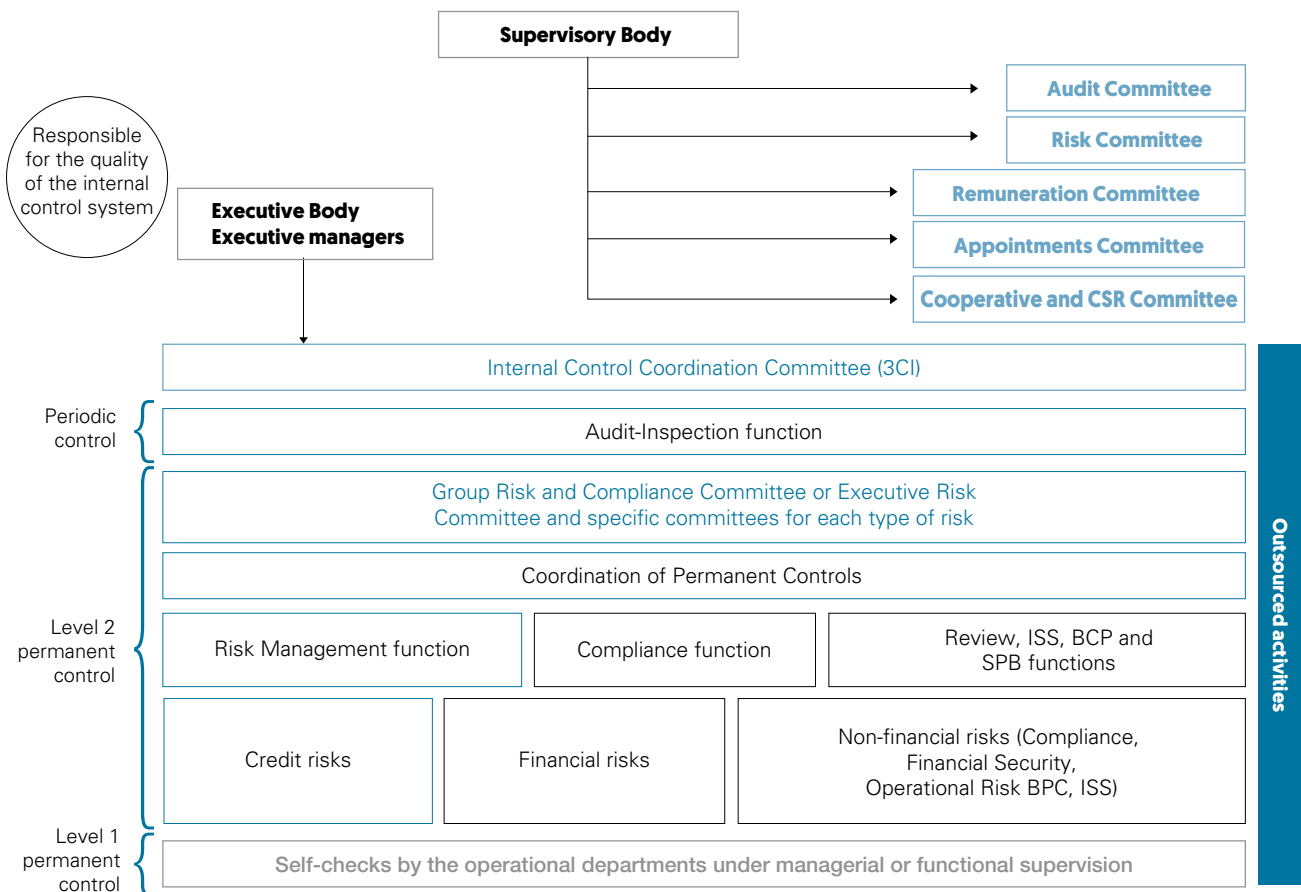 Supervisory Body
Audit Committee
Risk Committee
Remuneration Committee
Appointments Committee
Cooperative and CSR Committee
Responsible
for the quality
of the internal
control system
Executive Body
Executive managers
Internal Control Coordination Committee (3CI)
Periodic
control
Audit-Inspection function
Group Risk and Compliance Committee or Executive Risk
Committee and specific committees for each type of risk
Coordination of Permanent Controls
Level 2
permanent
control
Risk Management function
Compliance function
Review, ISS, BCP and
SPB functions
Credit risks
Financial risks
Non-financial risks (Compliance,
Financial Security,
Operational Risk BPC, ISS)
Level 1
permanent
control
Self-checks by the operational departments under managerial or functional supervision
Outsourced activities